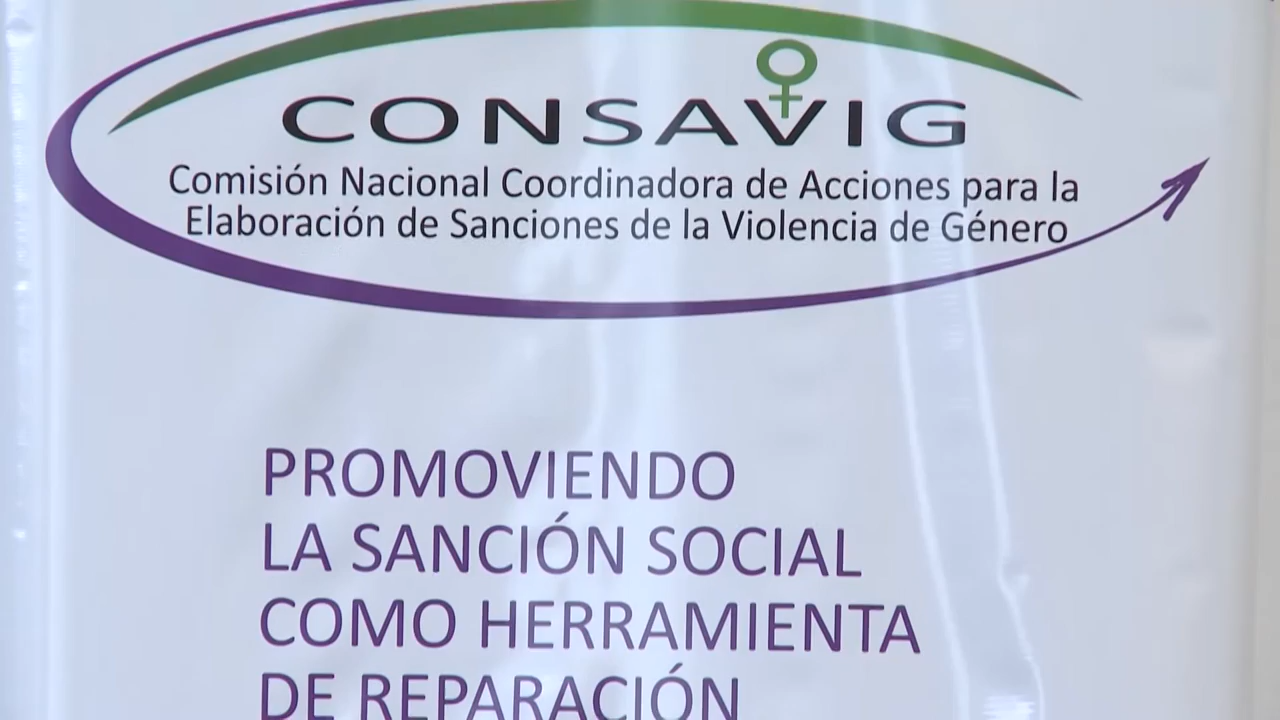 CONSAVIG
Comisión Nacional Coordinadora de Acciones para la
Elaboración de Sanciones de la Violencia de Género
PROMOVIENDO
LA SANCIÓN SOCIAL
COMO HERRAMIENTA
DE REPARACIÓN